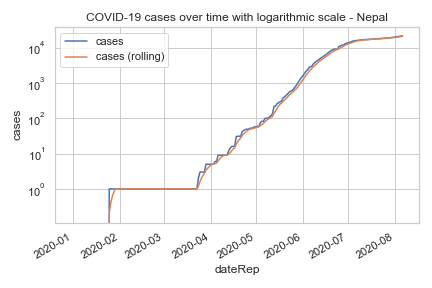 COVID-19 cases over time with logarithmic scale - Nepal
cases
cases (rolling)
10⁴
10³
10²
10¹
10⁰
cases
2020-01
2020-02
2020-03
2020-04
2020-05
2020-06
2020-07
2020-08
dateRep